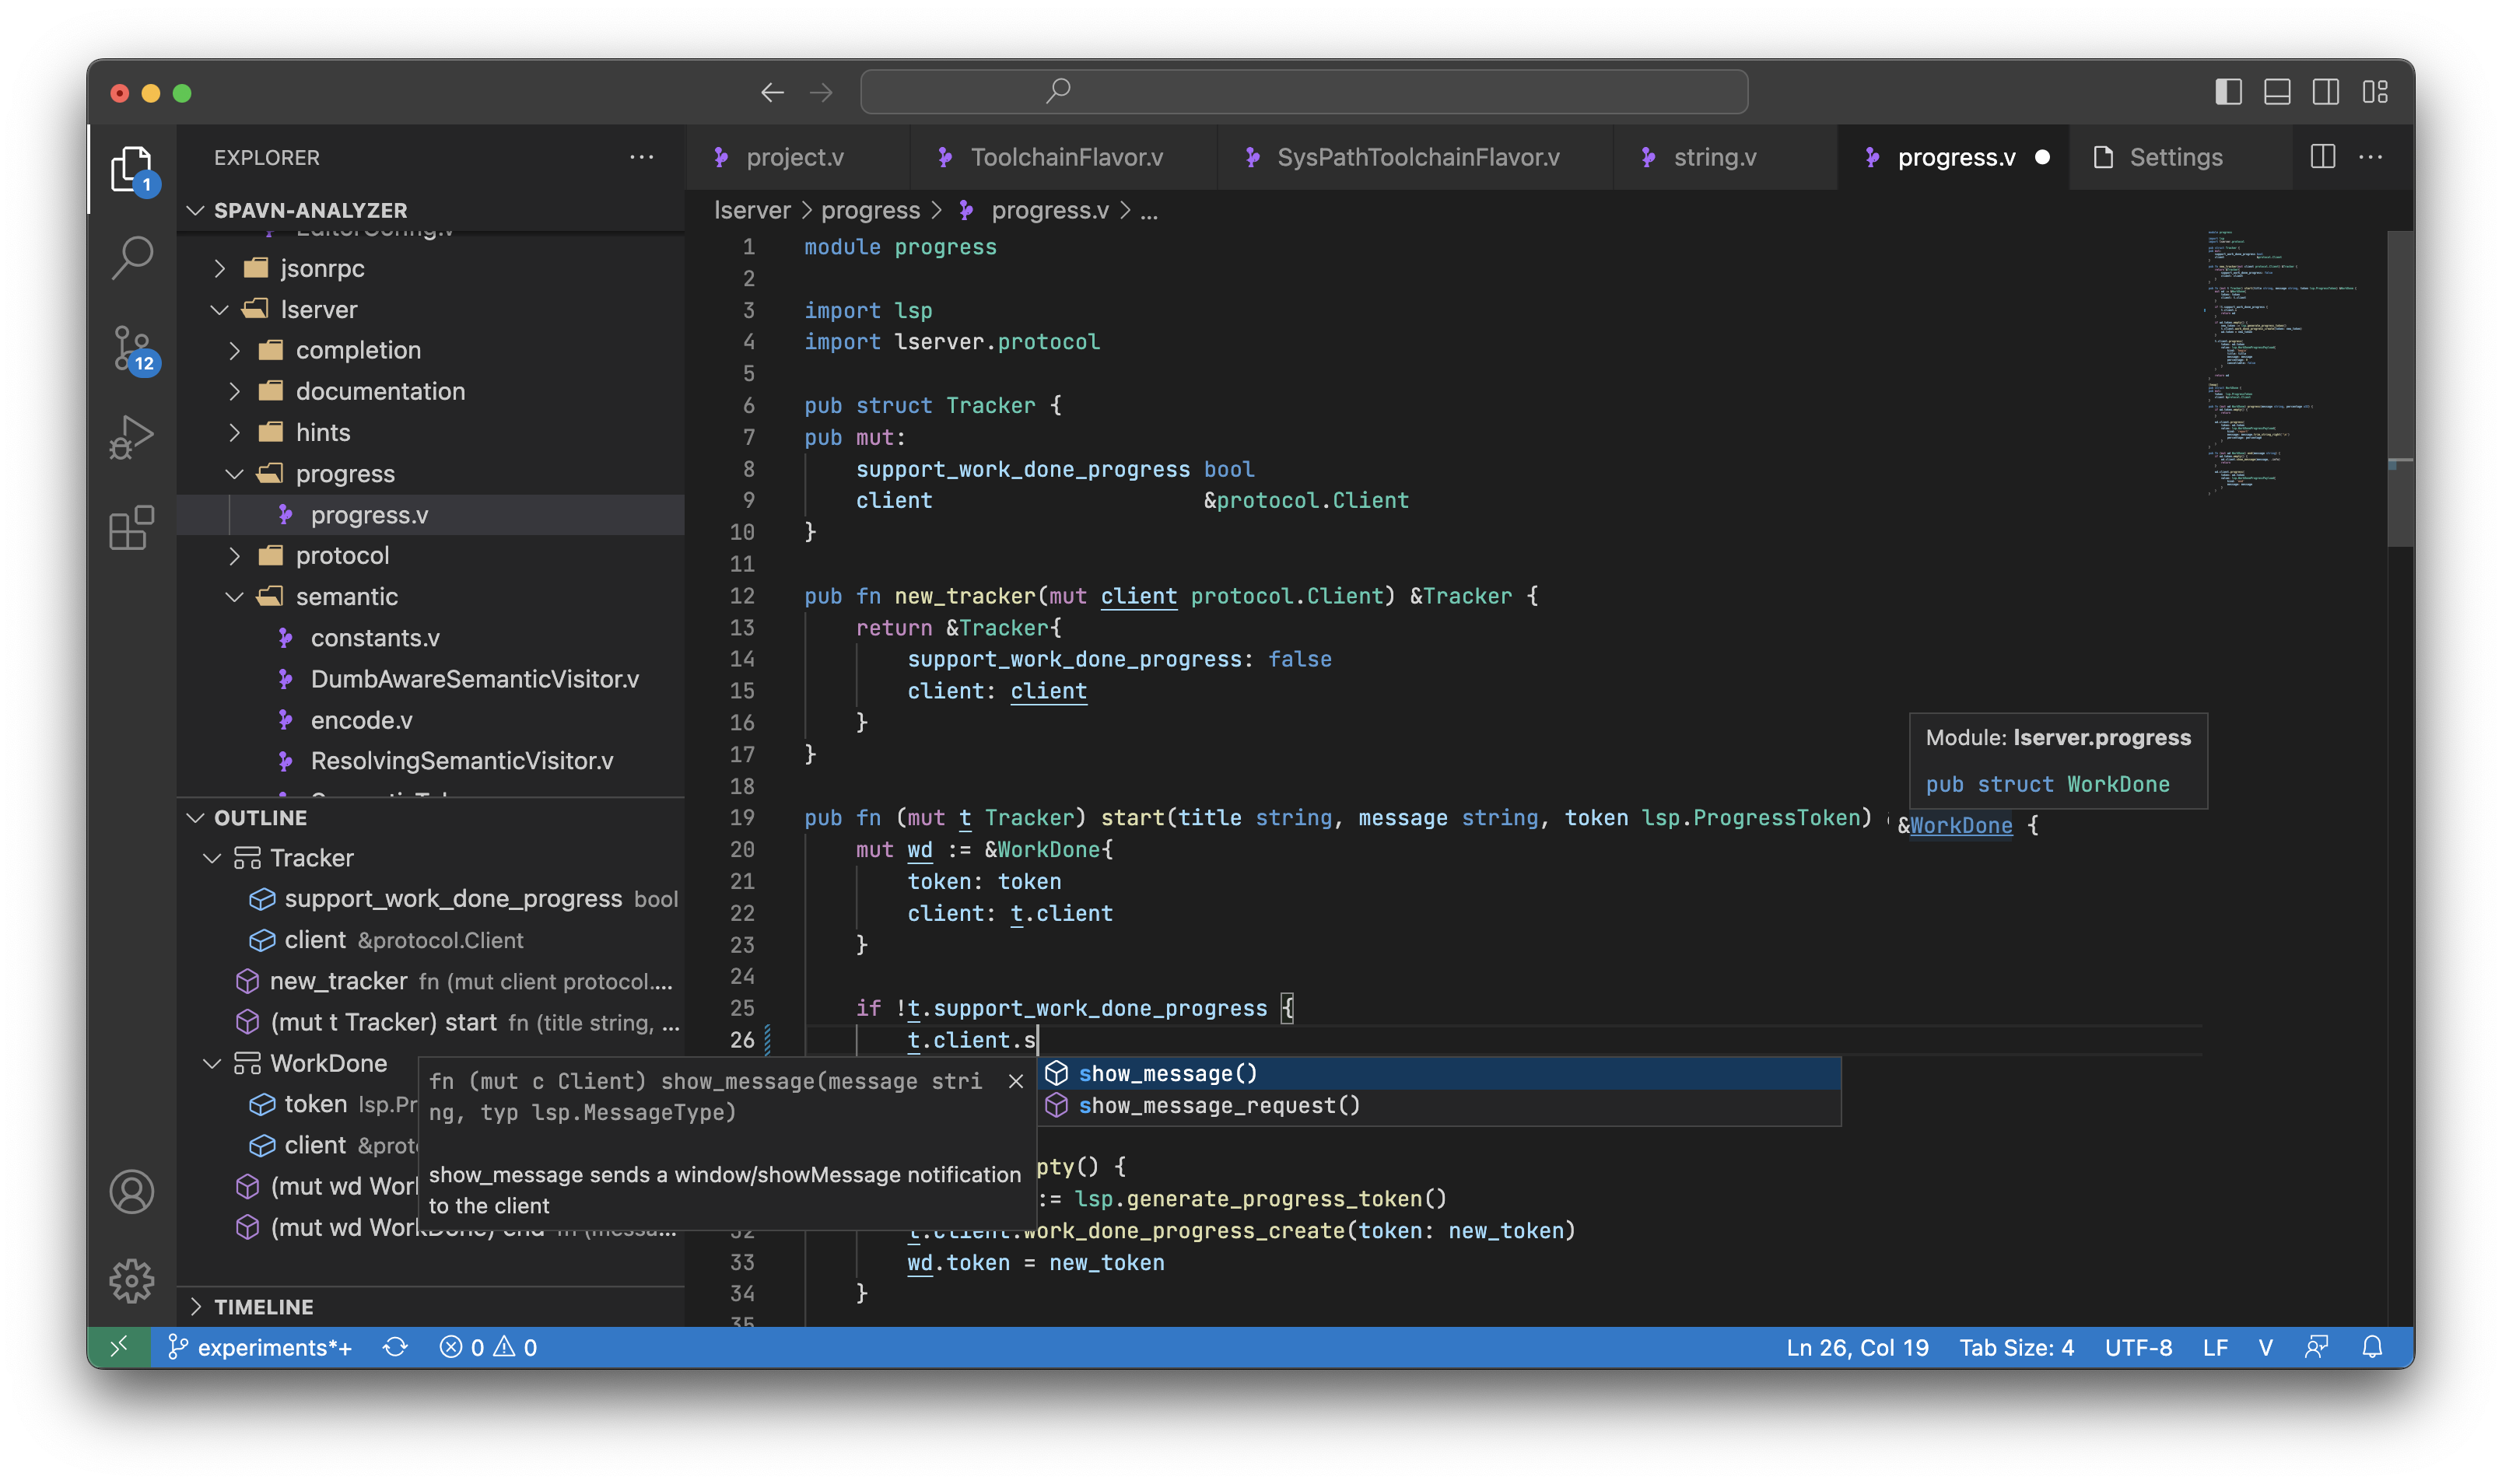 EXPLORER
SPAVN-ANALYZER
jsonrpc
lserver
completion
documentation
hints
progress
progress.v
protocol
semantic
constants.v
DumbAwareSemanticVisitor.v
encode.v
ResolvingSemanticVisitor.v
OUTLINE
Tracker
support_work_done_progress bool
client &protocol.Client
new_tracker fn (mut client protocol....
(mut t Tracker) start fn (title string, ...
WorkDone
token lsp.Pr
client &prot
(mut wd Wor
(mut wd WorkDone) end fn (messa...
TIMELINE
1
12
project.v
ToolchainFlavor.v
SysPathToolchainFlavor.v
string.v
progress.v
Settings
lserver > progress > progress.v > ...
1 module progress
2
3 import lsp
4 import lserver.protocol
5
6 pub struct Tracker {
7 pub mut:
8 support_work_done_progress bool
9 client &protocol.Client
10 }
11
12 pub fn new_tracker(mut client protocol.Client) &Tracker {
13 return &Tracker{
14 support_work_done_progress: false
15 client: client
16 }
17 }
18
19 pub fn (mut t Tracker) start(title string, message string, token lsp.ProgressToken) &WorkDone {
20 mut wd := &WorkDone{
21 token: token
22 client: t.client
23 }
24
25 if !t.support_work_done_progress {
26 t.client.s
pty() {
:= lsp.generate_progress_token()
32 t.client.work_done_progress_create(token: new_token)
33 wd.token = new_token
34 }
35
Module: lserver.progress
pub struct WorkDone
show_message()
show_message_request()
fn (mut c Client) show_message(message stri
ng, typ lsp.MessageType)
show_message sends a window/showMessage notification
to the client
experiments*+ 0 0
Ln 26, Col 19 Tab Size: 4 UTF-8 LF V